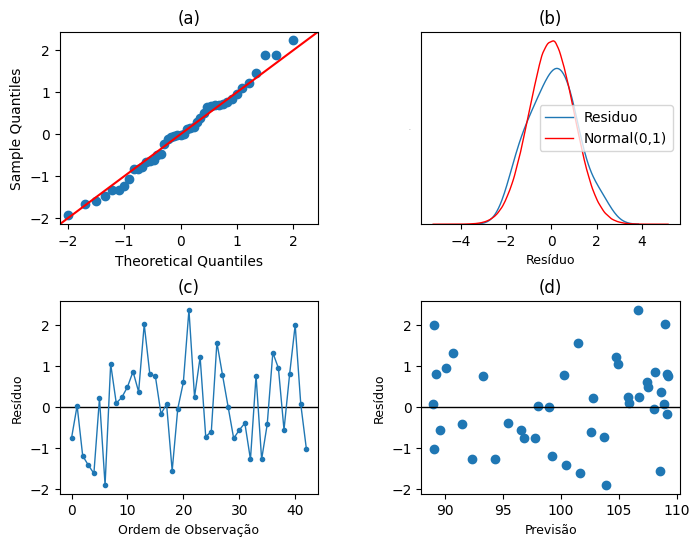 (a)
Sample Quantiles
2
1
0
−1
−2
−2 −1 0 1 2
Theoretical Quantiles
(b)
Residuo
Normal(0,1)
−4 −2 0 2 4
Resíduo
(c)
Resíduo
2
1
0
−1
−2
0 10 20 30 40
Ordem de Observação
(d)
Resíduo
2
1
0
−1
−2
90 95 100 105 110
Previsão